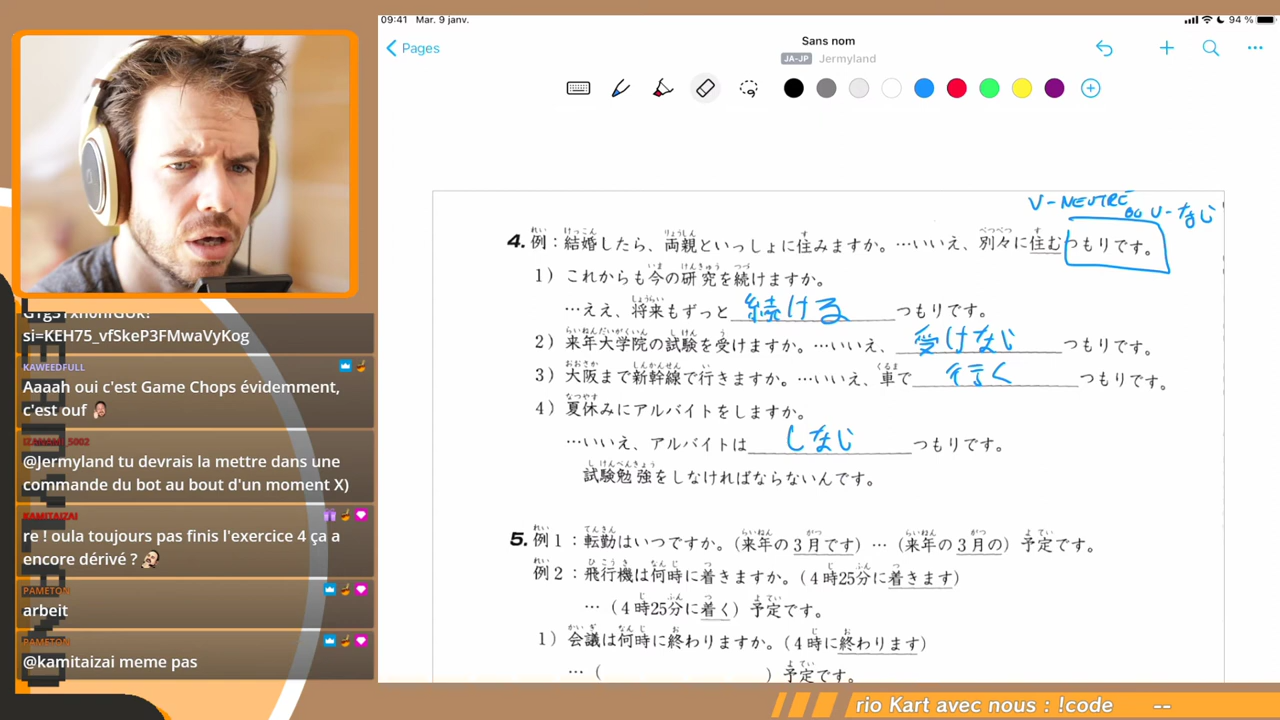 09:41 Mar. 9 janv.
94 %
Pages
Sans nom
JA-JP Jermyland
V-NEUTRE
ou V-ない
4. 例：結婚したら、両親といっしょに住みますか。…いいえ、別々に住むつもりです。
1）これからも今の研究を続けますか。
…ええ、将来もずっと 続ける つもりです。
2）来年大学院の試験を受けますか。…いいえ、 受けない つもりです。
3）大阪まで新幹線で行きますか。…いいえ、車で 行く つもりです。
4）夏休みにアルバイトをしますか。
…いいえ、アルバイトは しない つもりです。
試験勉強をしなければならないんです。
5. 例1：転勤はいつですか。（来年の3月です）…（来年の3月の）予定です。
例2：飛行機は何時に着きますか。（4時25分に着きます）
…（4時25分に着く）予定です。
1）会議は何時に終わりますか。（4時に終わります）
…（ ）予定です。
si=KEH75_vfSkeP3FMwaVyKog
KAWEEDFULL
Aaaah oui c'est Game Chops évidemment,
c'est ouf
@Jermyland tu devrais la mettre dans une
commande du bot au bout d'un moment X)
KAMITAIZAI
re ! oula toujours pas finis l'exercice 4 ça a
encore dérivé ?
PAMETON
arbeit
PAMETON
@kamitaizai meme pas
rio Kart avec nous : !code --